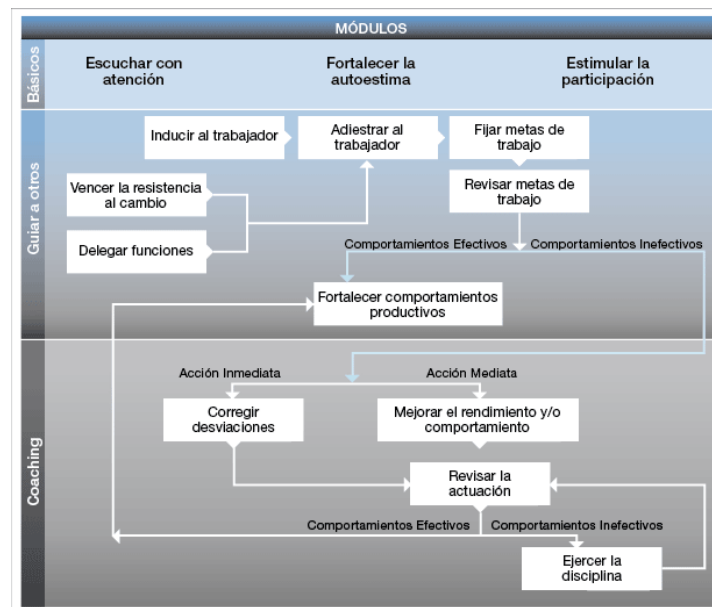 MÓDULOS
Básicos
Escuchar con
atención
Fortalecer la
autoestima
Estimular la
participación
Guiar a otros
Inducir al trabajador
Adiestrar al
trabajador
Fijar metas de
trabajo
Vencer la resistencia
al cambio
Revisar metas de
trabajo
Delegar funciones
Comportamientos Efectivos
Comportamientos Inefectivos
Fortalecer comportamientos
productivos
Coaching
Acción Inmediata
Acción Mediata
Corregir
desviaciones
Mejorar el rendimiento y/o
comportamiento
Revisar la
actuación
Comportamientos Efectivos
Comportamientos Inefectivos
Ejercer la
disciplina